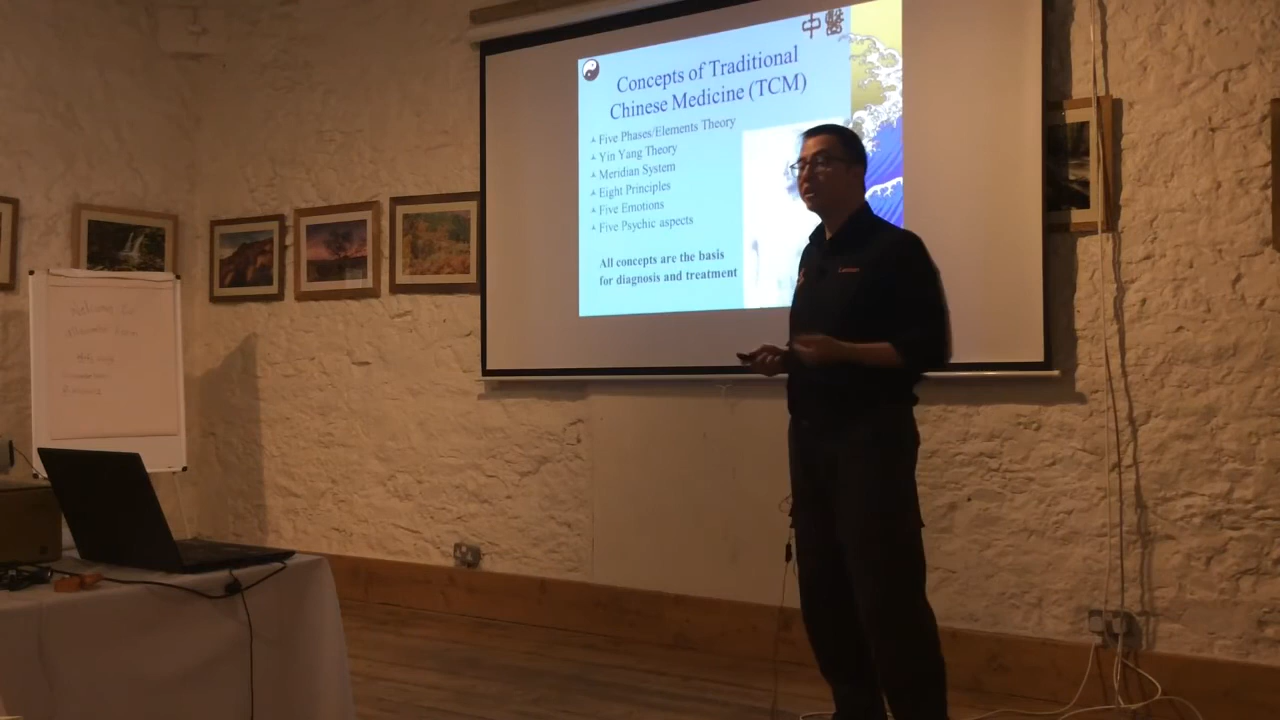 中醫
Concepts of Traditional
Chinese Medicine (TCM)
Five Phases/Elements Theory
Yin Yang Theory
Meridian System
Eight Principles
Five Emotions
Five Psychic aspects
All concepts are the basis
for diagnosis and treatment
Welcome